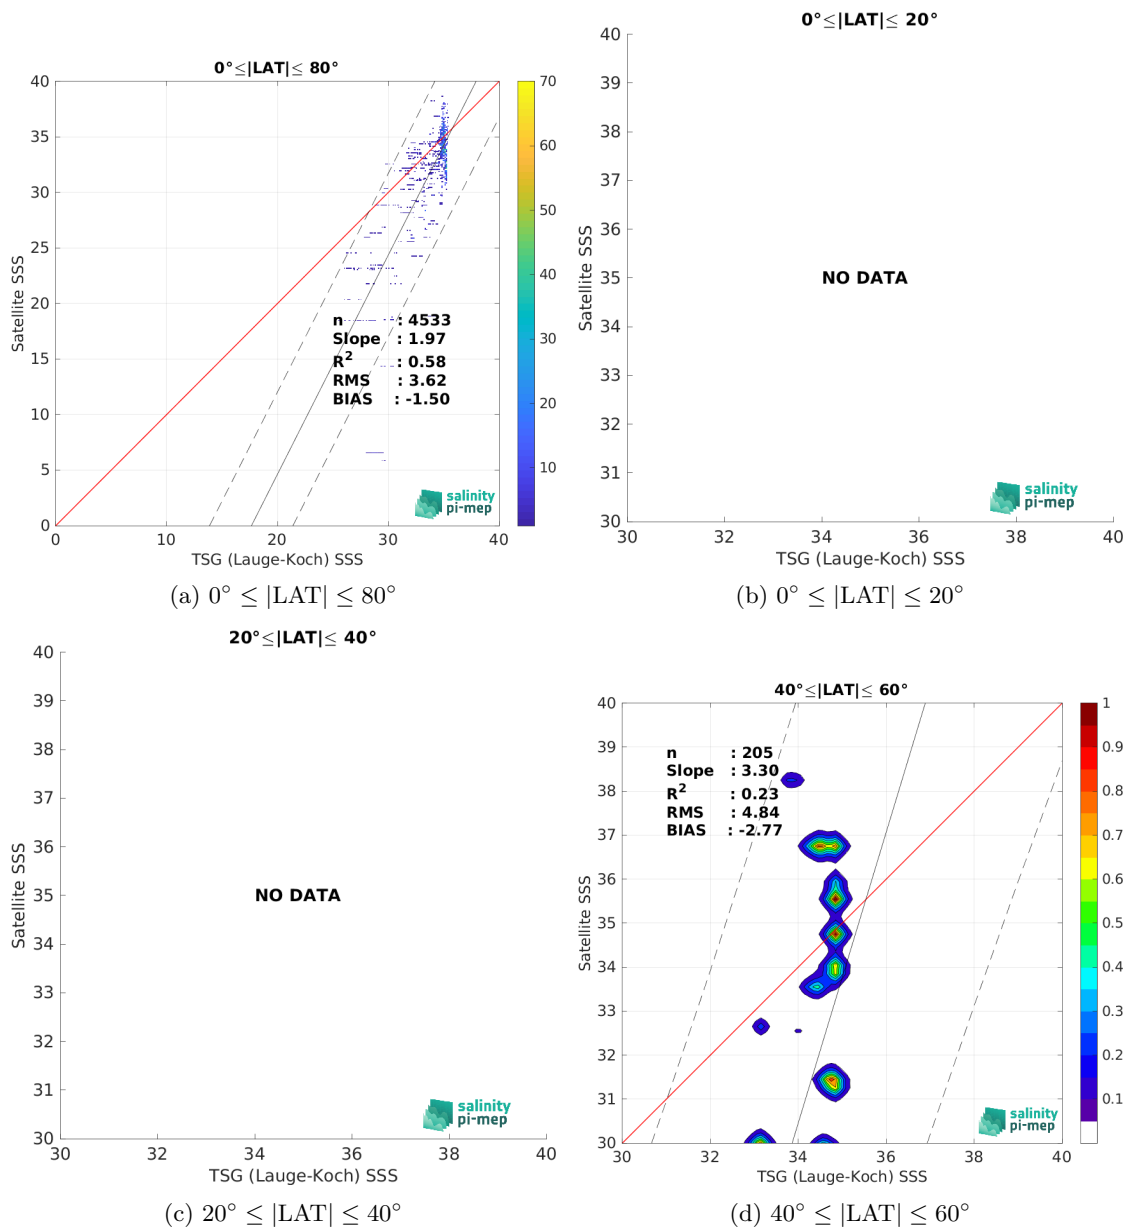 0°≤|LAT|≤ 80°
40
35
30
25
20
15
10
5
0
0
10
20
30
40
Satellite SSS
TSG (Lauge-Koch) SSS
n : 4533
Slope : 1.97
R² : 0.58
RMS : 3.62
BIAS : -1.50
70
60
50
40
30
20
10
salinity
pi-mep
(a) 0° ≤ |LAT| ≤ 80°
0°≤|LAT|≤ 20°
40
39
38
37
36
35
34
33
32
31
30
30
32
34
36
38
40
Satellite SSS
NO DATA
TSG (Lauge-Koch) SSS
salinity
pi-mep
(b) 0° ≤ |LAT| ≤ 20°
20°≤|LAT|≤ 40°
40
39
38
37
36
35
34
33
32
31
30
30
32
34
36
38
40
Satellite SSS
NO DATA
TSG (Lauge-Koch) SSS
salinity
pi-mep
(c) 20° ≤ |LAT| ≤ 40°
40°≤|LAT|≤ 60°
40
39
38
37
36
35
34
33
32
31
30
30
32
34
36
38
40
Satellite SSS
TSG (Lauge-Koch) SSS
n : 205
Slope : 3.30
R² : 0.23
RMS : 4.84
BIAS : -2.77
1
0.9
0.8
0.7
0.6
0.5
0.4
0.3
0.2
0.1
salinity
pi-mep
(d) 40° ≤ |LAT| ≤ 60°